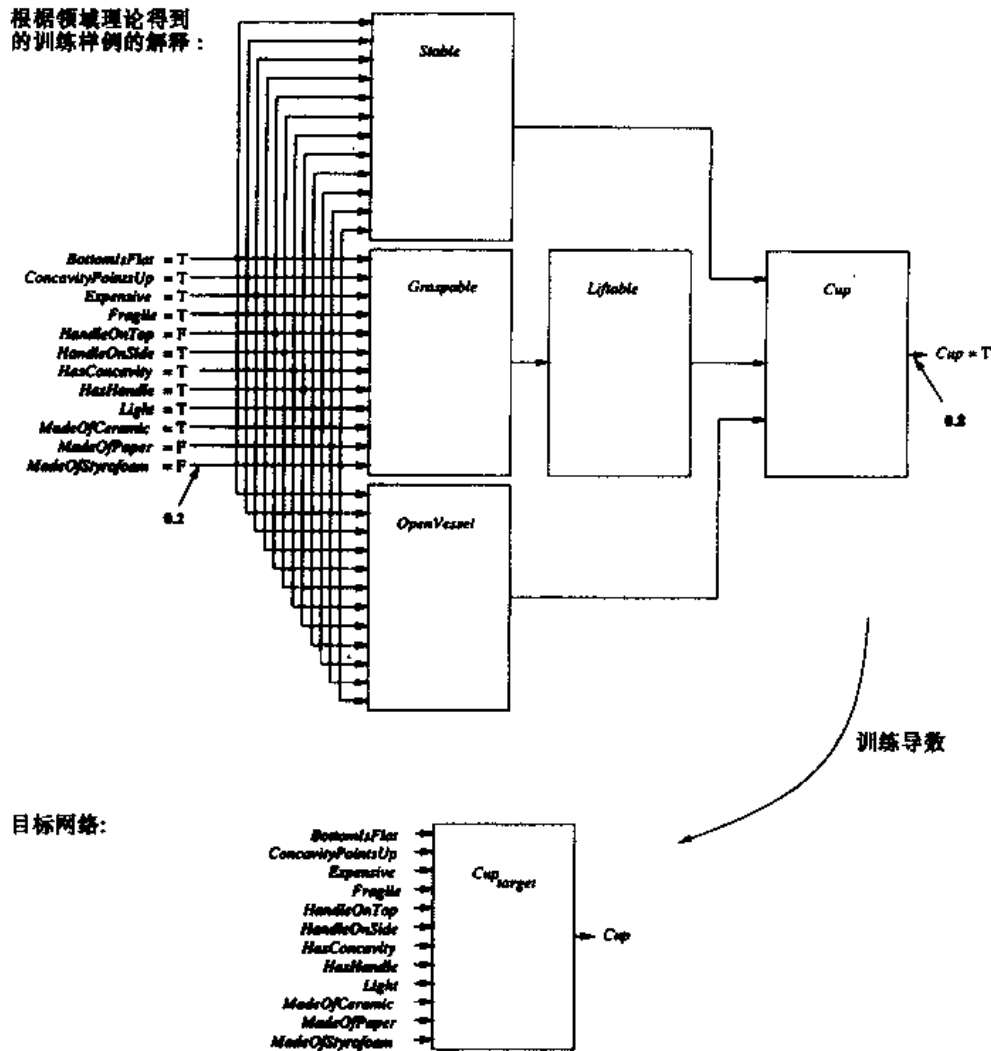 根据领域理论得到
的训练样例的解释：
Stable
BottomIsFlat = T
ConcavityPointsUp = T
Expensive = T
Fragile = T
HandleOnTop = F
HandleOnSide = T
HasConcavity = T
HasHandle = T
Light = T
MadeOfCeramic = T
MadeOfPaper = F
MadeOfStyrofoam = F
0.2
Graspable
Liftable
Cup
Cup = T
0.8
OpenVessel
训练导数
目标网络:
BottomIsFlat
ConcavityPointsUp
Expensive
Fragile
HandleOnTop
HandleOnSide
HasConcavity
HasHandle
Light
MadeOfCeramic
MadeOfPaper
MadeOfStyrofoam
Cup target
Cup